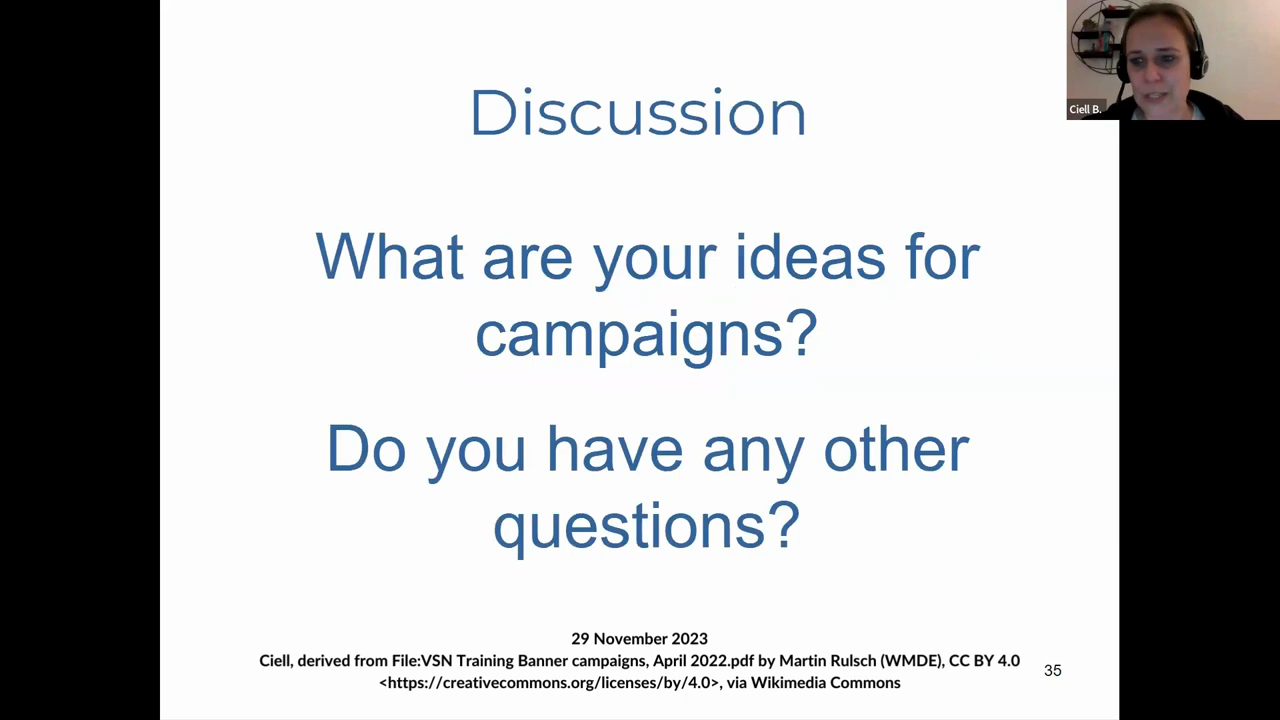 Discussion
Ciell B.
What are your ideas for
campaigns?
Do you have any other
questions?
29 November 2023
Ciell, derived from File:VSN Training Banner campaigns, April 2022.pdf by Martin Rulsch (WMDE), CC BY 4.0
<https://creativecommons.org/licenses/by/4.0>, via Wikimedia Commons
35